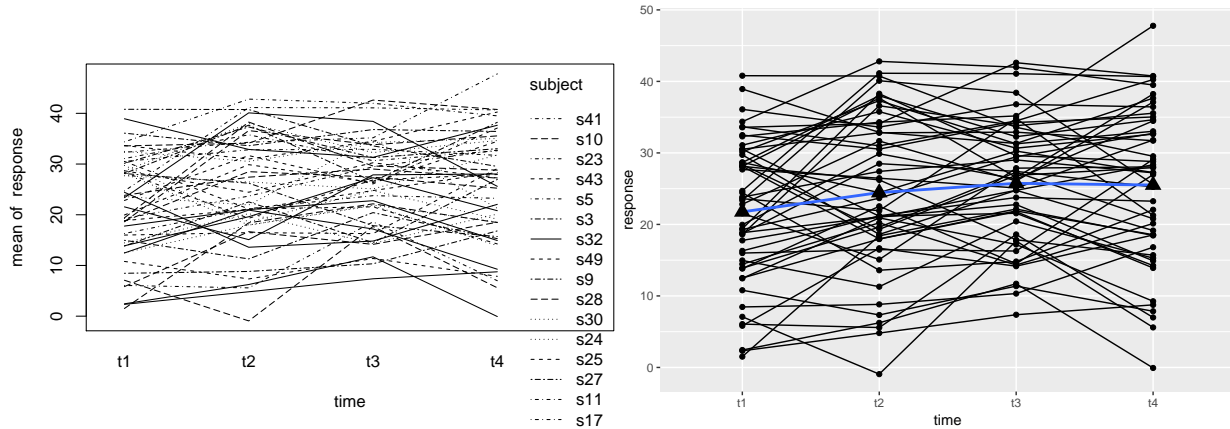 mean of response
40
30
20
10
0
t1 t2 t3 t4
time
subject
s41
s10
s23
s43
s5
s3
s32
s49
s9
s28
s30
s24
s25
s27
s11
s17
response
50
40
30
20
10
0
t1 t2 t3 t4
time